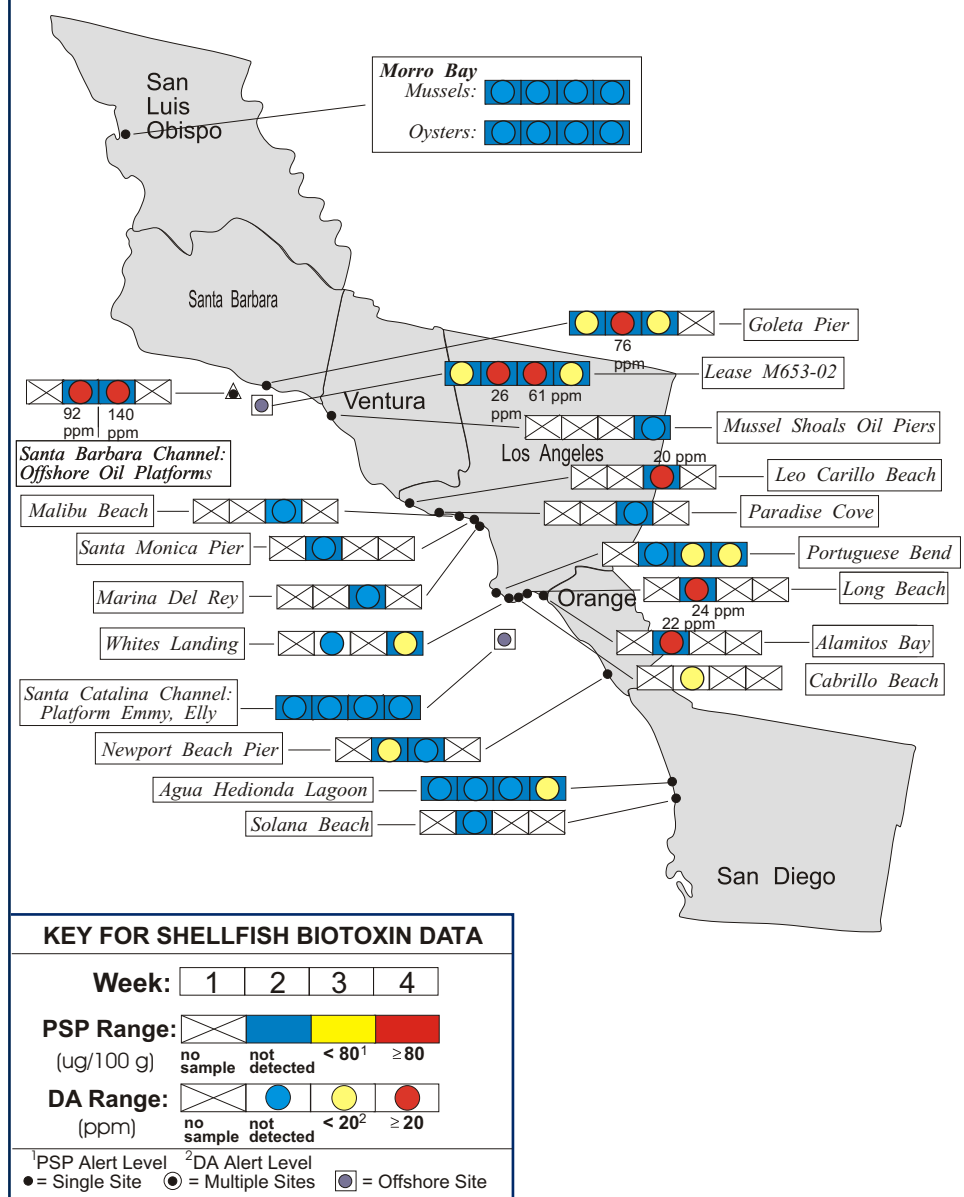 San
Luis
Obispo
Morro Bay
Mussels:
Oysters:
Santa Barbara
Goleta Pier
76
ppm
Lease M653-02
26
ppm
61 ppm
Ventura
92
ppm
140
ppm
Santa Barbara Channel:
Offshore Oil Platforms
Mussel Shoals Oil Piers
Los Angeles
20 ppm
Leo Carillo Beach
Malibu Beach
Paradise Cove
Santa Monica Pier
Portuguese Bend
Marina Del Rey
Long Beach
Orange
24 ppm
22 ppm
Whites Landing
Alamitos Bay
Cabrillo Beach
Santa Catalina Channel:
Platform Emmy, Elly
Newport Beach Pier
Agua Hedionda Lagoon
Solana Beach
San Diego
KEY FOR SHELLFISH BIOTOXIN DATA
Week: 1 2 3 4
PSP Range:
(ug/100 g)
no
sample
not
detected
< 80¹
≥80
DA Range:
(ppm)
no
sample
not
detected
< 20²
≥ 20
¹PSP Alert Level ²DA Alert Level
= Single Site = Multiple Sites = Offshore Site